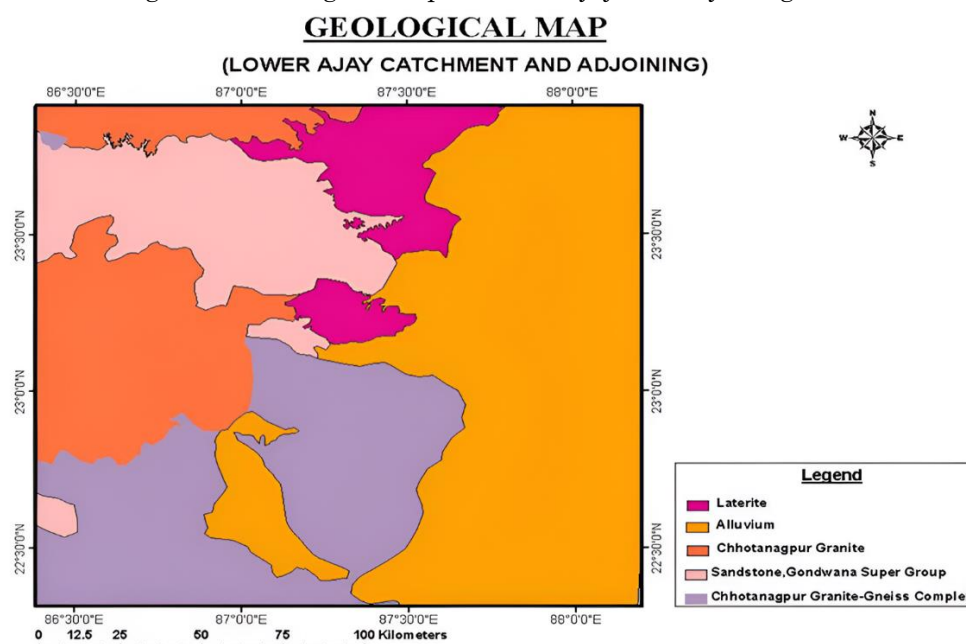 GEOLOGICAL MAP
(LOWER AJAY CATCHMENT AND ADJOINING)
86°30'0"E 87°0'0"E 87°30'0"E 88°0'0"E
N
W E
S
23°30'0"N 23°30'0"N
23°0'0"N 23°0'0"N
22°30'0"N 22°30'0"N
Legend
Laterite
Alluvium
Chhotanagpur Granite
Sandstone,Gondwana Super Group
Chhotanagpur Granite-Gneiss Comple
86°30'0"E 87°0'0"E 87°30'0"E 88°0'0"E
0 12.5 25 50 75 100 Kilometers